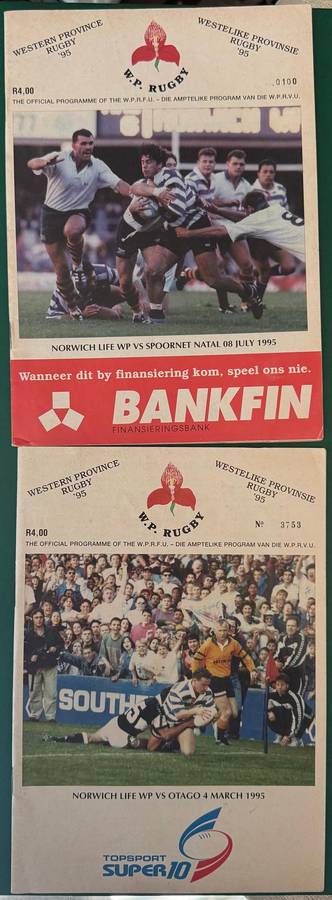 WESTERN PROVINCE
RUGBY
'95
WESTELIKE PROVINSIE
RUGBY
'95
W.P. RUGBY
0100
R4,00
THE OFFICIAL PROGRAMME OF THE W.P.R.F.U. – DIE AMPTELIKE PROGRAM VAN DIE W.P.R.V.U.
NORWICH LIFE WP VS SPOORNET NATAL 08 JULY 1995
Wanneer dit by finansiering kom, speel ons nie.
BANKFIN
FINANSIERINGSBANK
WESTERN PROVINCE
RUGBY
'95
WESTELIKE PROVINSIE
RUGBY
'95
W.P. RUGBY
Nº 3753
R4,00
THE OFFICIAL PROGRAMME OF THE W.P.R.F.U. – DIE AMPTELIKE PROGRAM VAN DIE W.P.R.V.U.
SOUTH
NORWICH LIFE WP VS OTAGO 4 MARCH 1995
TOPSPORT
SUPER10